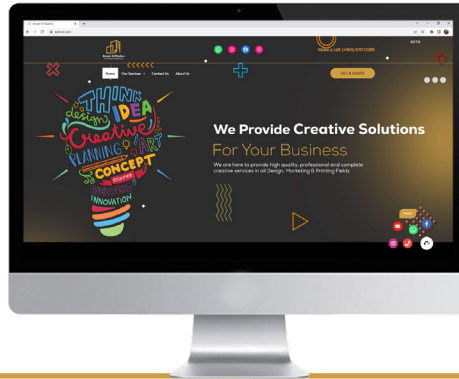 Home Our Services Contact Us About Us
GET A QUOTE
THINK
design IDEA
Creative
PLANNING ART
CONCEPT
BUSINESS
INNOVATION
We Provide Creative Solutions
For Your Business
We are here to provide high quality, professional and complete
creative services in all Design, Marketing & Printing Fields